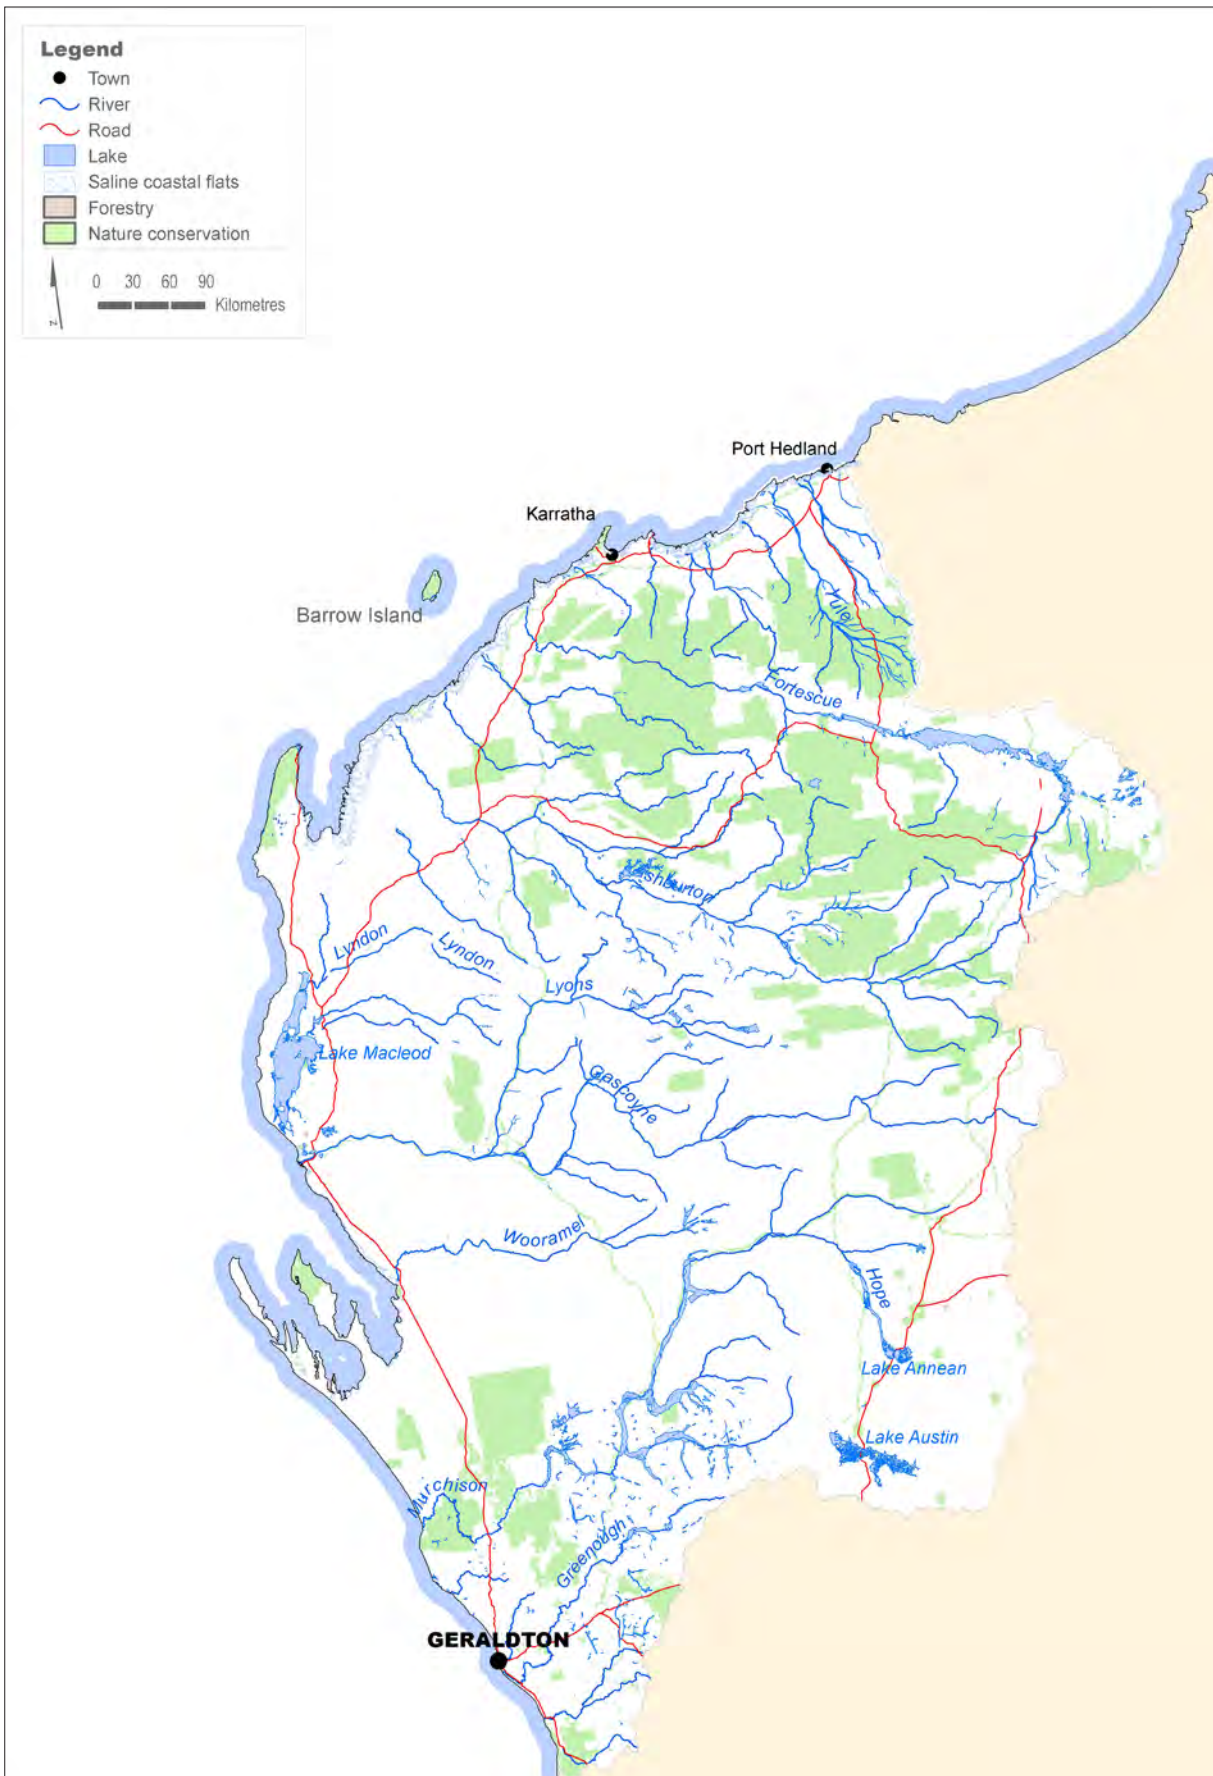 Legend
Town
River
Road
Lake
Saline coastal flats
Forestry
Nature conservation
0 30 60 90
Kilometres
z
Port Hedland
Karratha
Barrow Island
Yule
Fortescue
Ashburton
Lyndon
Lyndon
Lyons
Lake Macleod
Gascoyne
Wooramel
Hope
Lake Annean
Lake Austin
Murchison
Greenough
GERALDTON